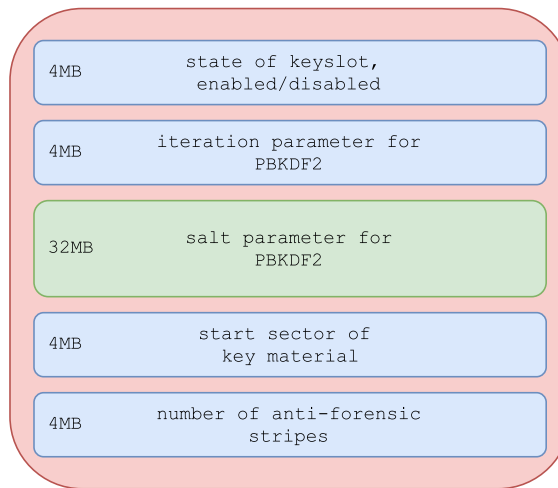 4MB
state of keyslot,
enabled/disabled
4MB
iteration parameter for
PBKDF2
32MB
salt parameter for
PBKDF2
4MB
start sector of
key material
4MB
number of anti-forensic
stripes